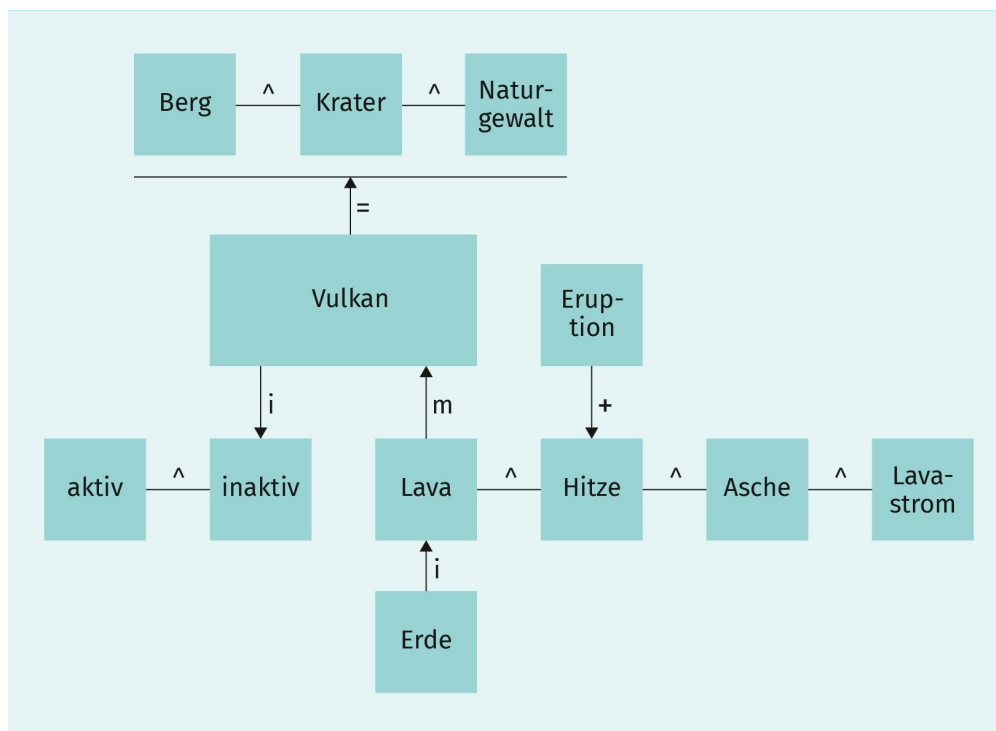 Berg
^
Krater
^
Natur-
gewalt
=
Vulkan
Erup-
tion
i
m
+
aktiv
^
inaktiv
Lava
^
Hitze
^
Asche
^
Lava-
strom
i
Erde